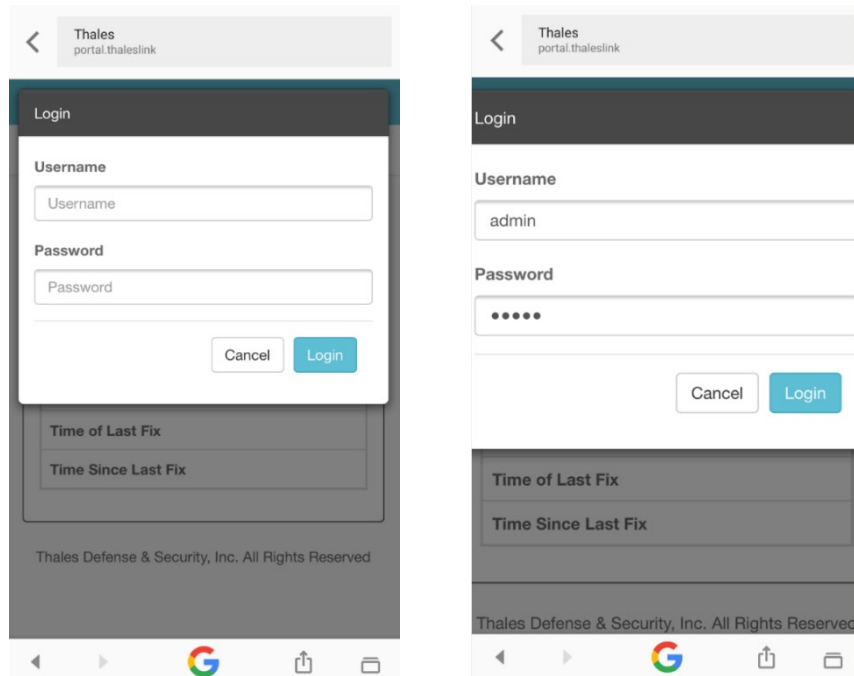 Thales
portal.thaleslink
Login
Username
Username
Password
Password
Cancel Login
Time of Last Fix
Time Since Last Fix
Thales Defense & Security, Inc. All Rights Reserved
Thales
portal.thaleslink
Login
Username
admin
Password
•••••
Cancel Login
Time of Last Fix
Time Since Last Fix
Thales Defense & Security, Inc. All Rights Reserved